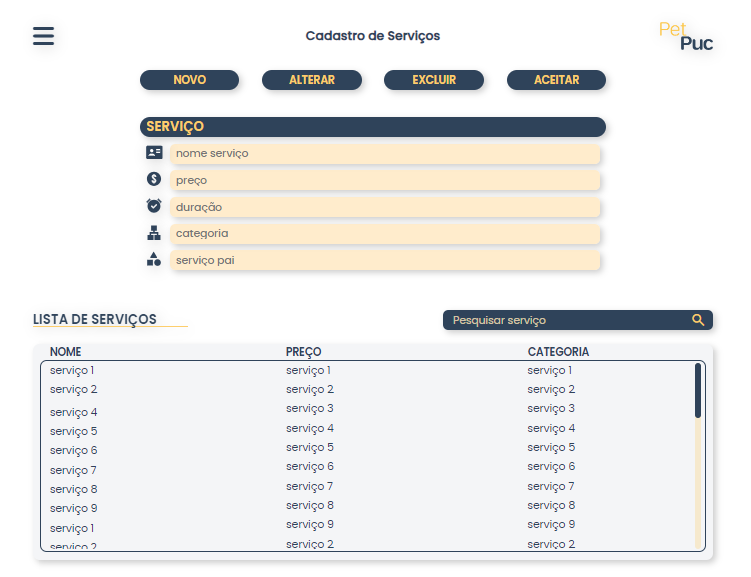 Cadastro de Serviços
Pet
Puc
NOVO ALTERAR EXCLUIR ACEITAR
SERVIÇO
nome serviço
preço
duração
categoria
serviço pai
LISTA DE SERVIÇOS Pesquisar serviço
NOME PREÇO CATEGORIA
serviço 1 serviço 1 serviço 1
serviço 2 serviço 2 serviço 2
serviço 4 serviço 3 serviço 3
serviço 5 serviço 4 serviço 4
serviço 6 serviço 5 serviço 5
serviço 7 serviço 6 serviço 6
serviço 8 serviço 7 serviço 7
serviço 9 serviço 8 serviço 8
serviço 1 serviço 9 serviço 9
serviço 2 serviço 2 serviço 2